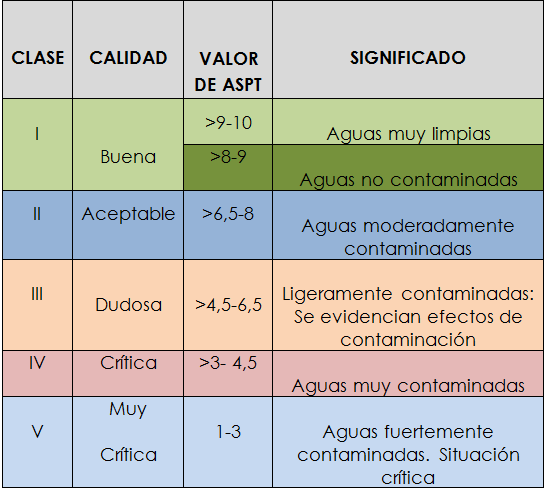 CLASE CALIDAD VALOR DE ASPT SIGNIFICADO
I Buena >9-10 Aguas muy limpias
>8-9 Aguas no contaminadas
II Aceptable >6,5-8 Aguas moderadamente
contaminadas
III Dudosa >4,5-6,5 Ligeramente contaminadas:
Se evidencian efectos de
contaminación
IV Crítica >3- 4,5 Aguas muy contaminadas
V Muy Crítica 1-3 Aguas fuertemente
contaminadas. Situación
crítica